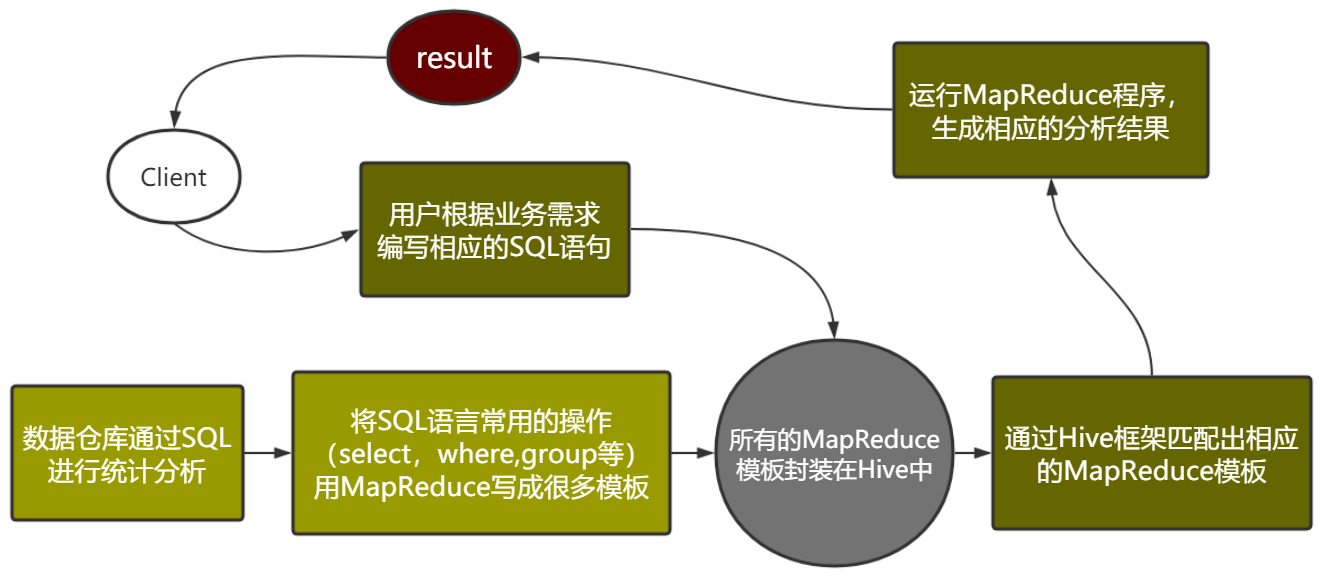 result
运行MapReduce程序，
生成相应的分析结果
Client
用户根据业务需求
编写相应的SQL语句
数据仓库通过SQL
进行统计分析
将SQL语言常用的操作
（select，where,group等）
用MapReduce写成很多模板
所有的MapReduce
模板封装在Hive中
通过Hive框架匹配出相应
的MapReduce模板